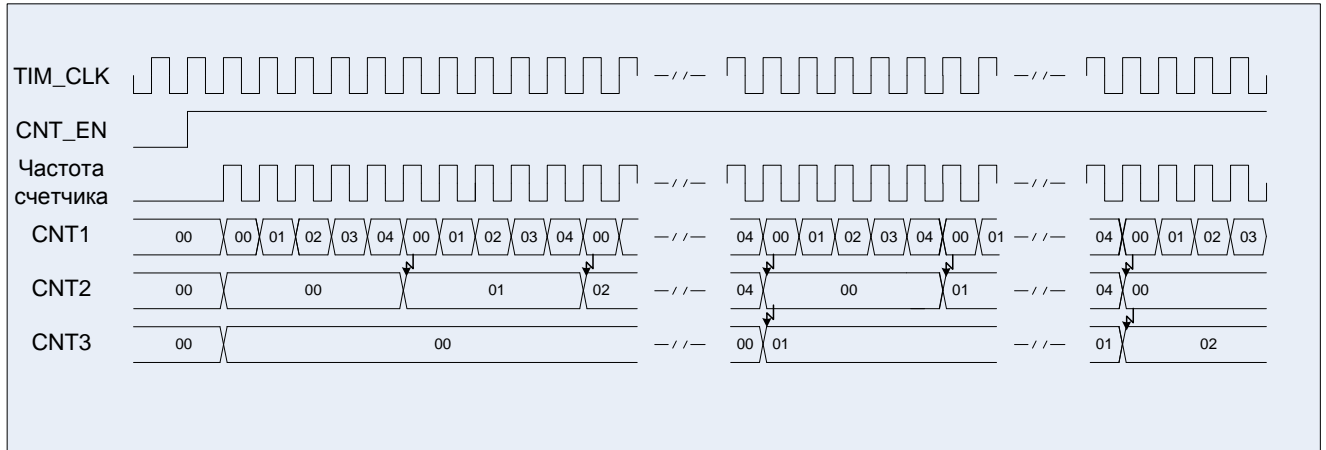 TIM_CLK
CNT_EN
Частота
счетчика
CNT1 00 00 01 02 03 04 00 01 02 03 04 00 04 00 01 02 03 04 00 01 04 00 01 02 03
CNT2 00 00 01 02 04 00 01 04 00
CNT3 00 00 00 01 01 02